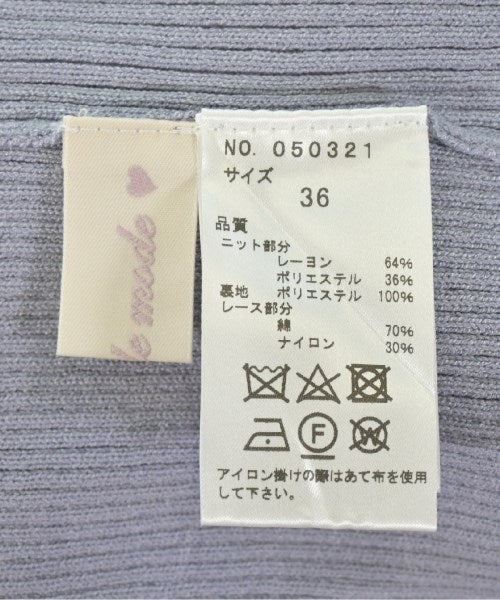 de mode ♥
NO. 050321
サイズ
36
品質
ニット部分
レーヨン 64%
ポリエステル 36%
裏地 ポリエステル 100%
レース部分
綿 70%
ナイロン 30%
F W
アイロン掛けの際はあて布を使用
して下さい。